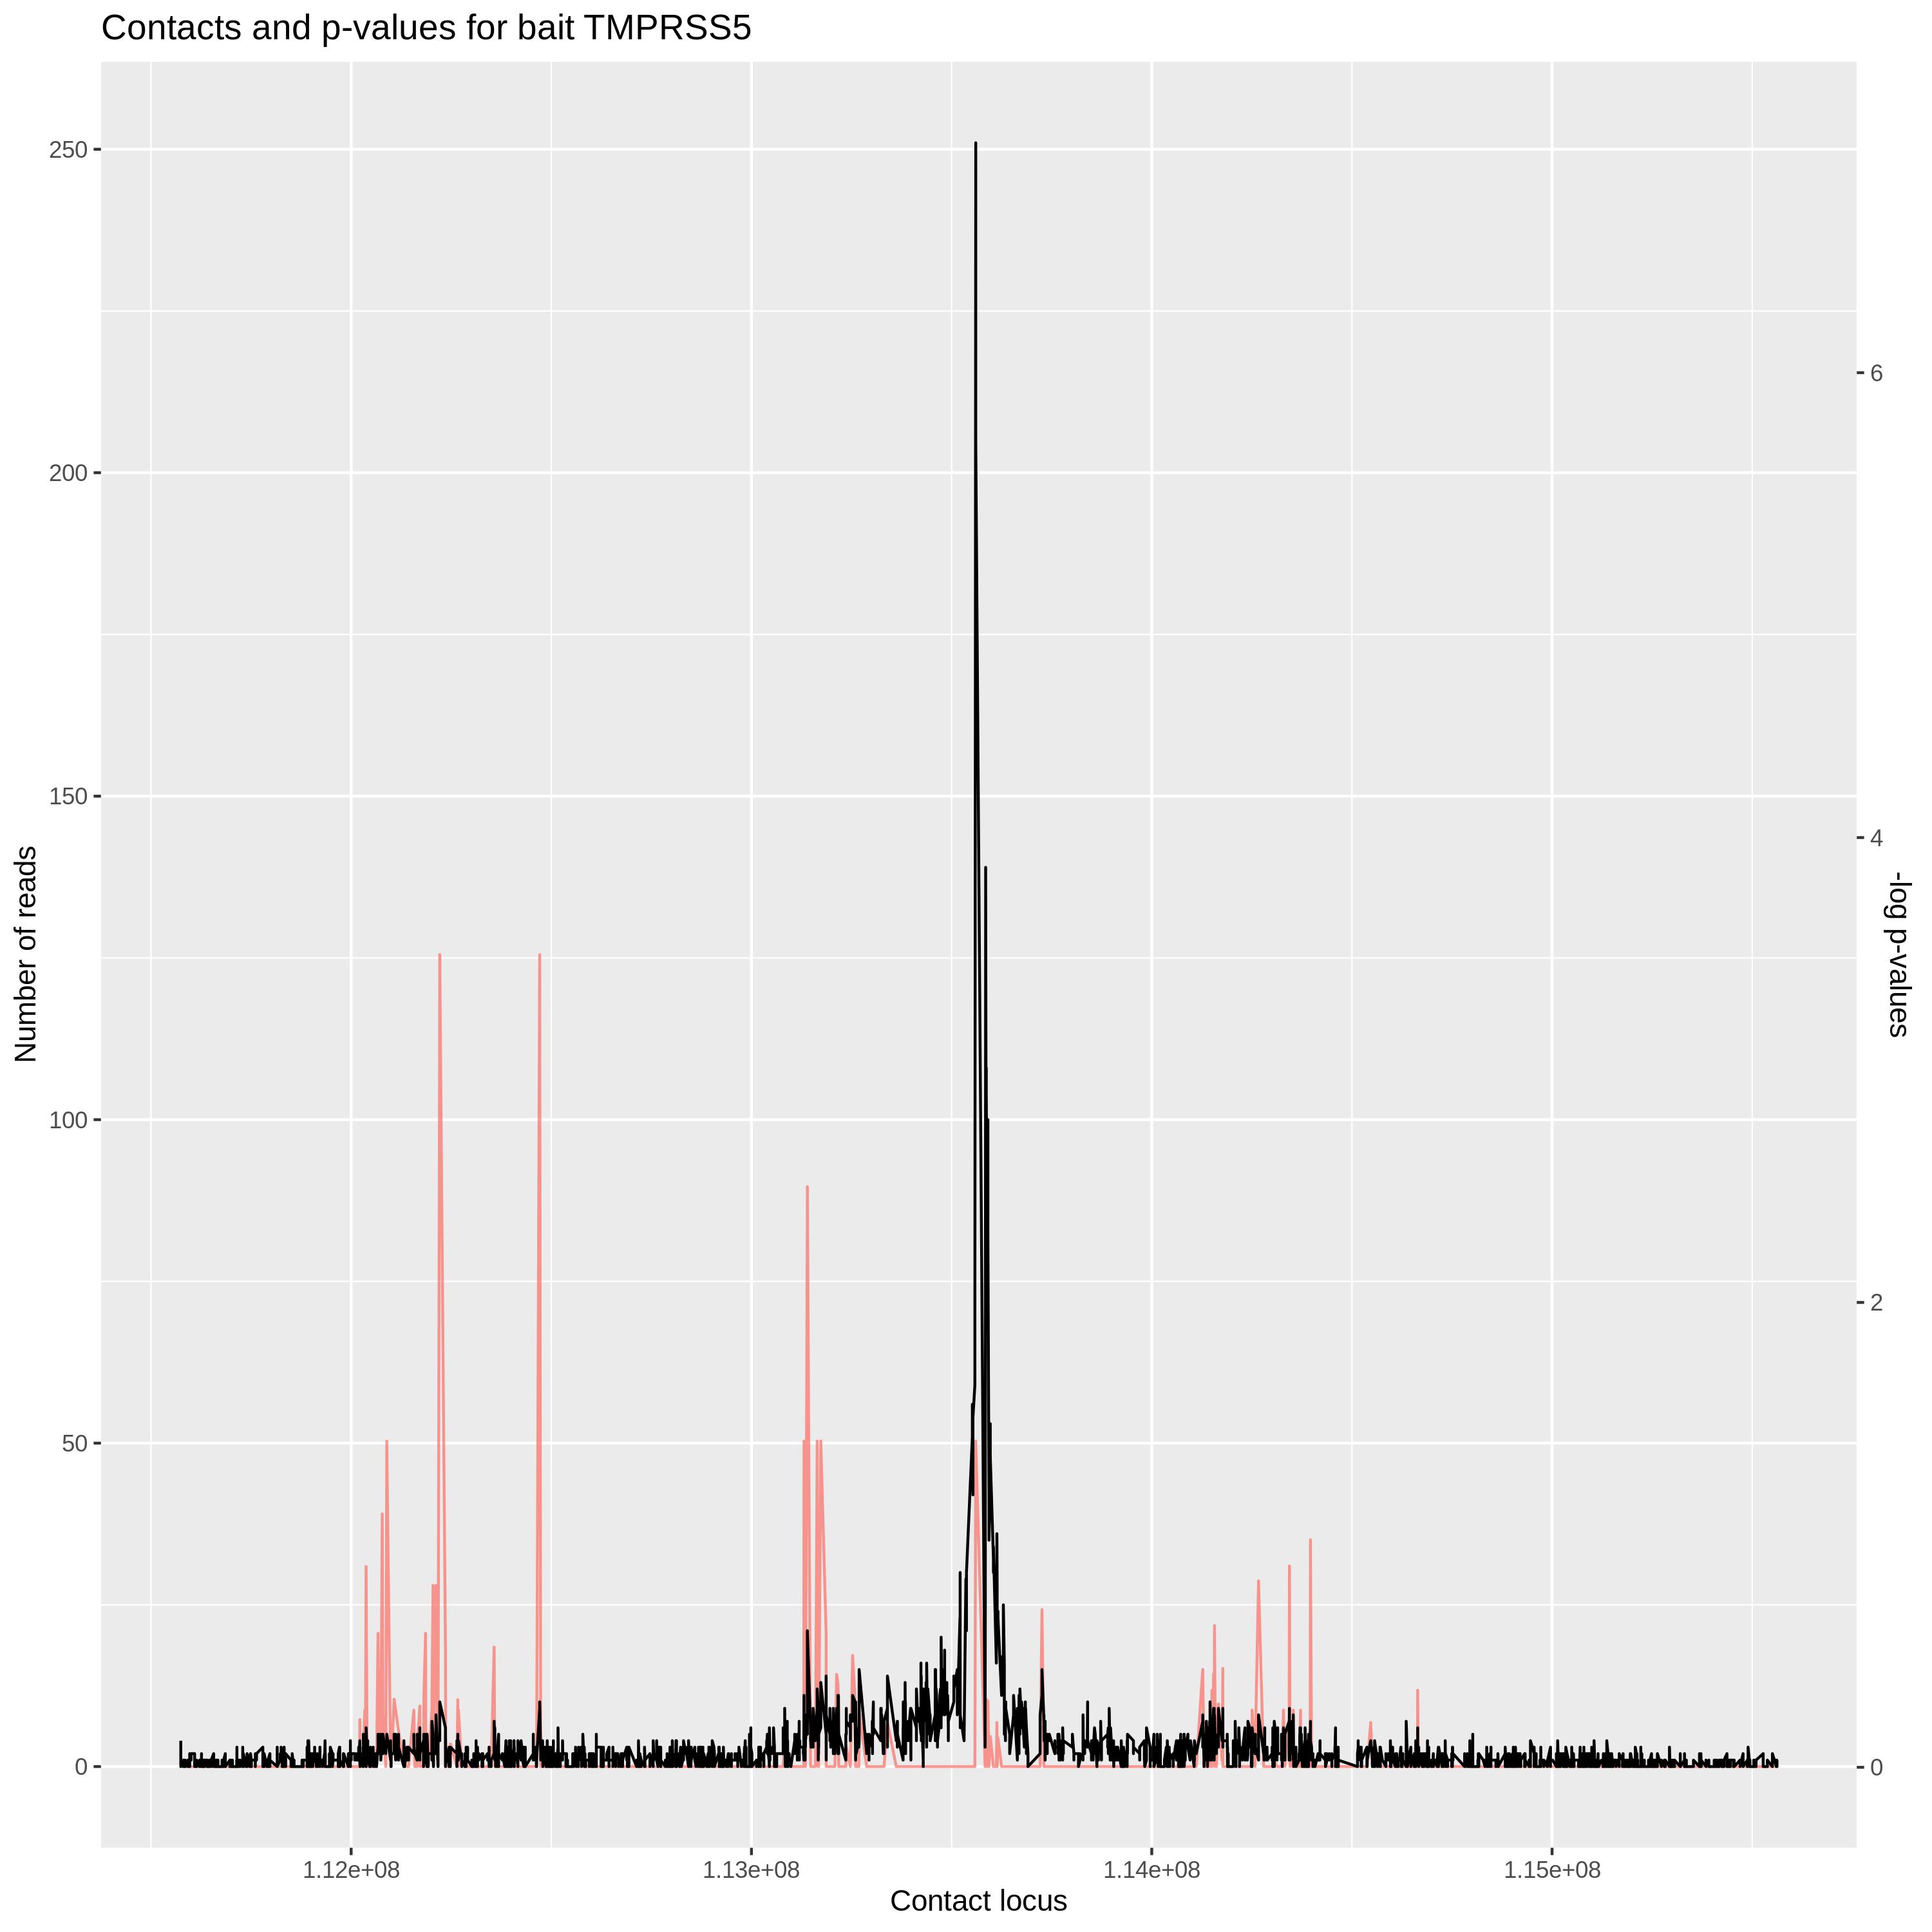 Contacts and p-values for bait TMPRSS5
250
200
150
100
50
0
Number of reads
6
4
2
0
-log p-values
1.12e+08
1.13e+08
1.14e+08
1.15e+08
Contact locus